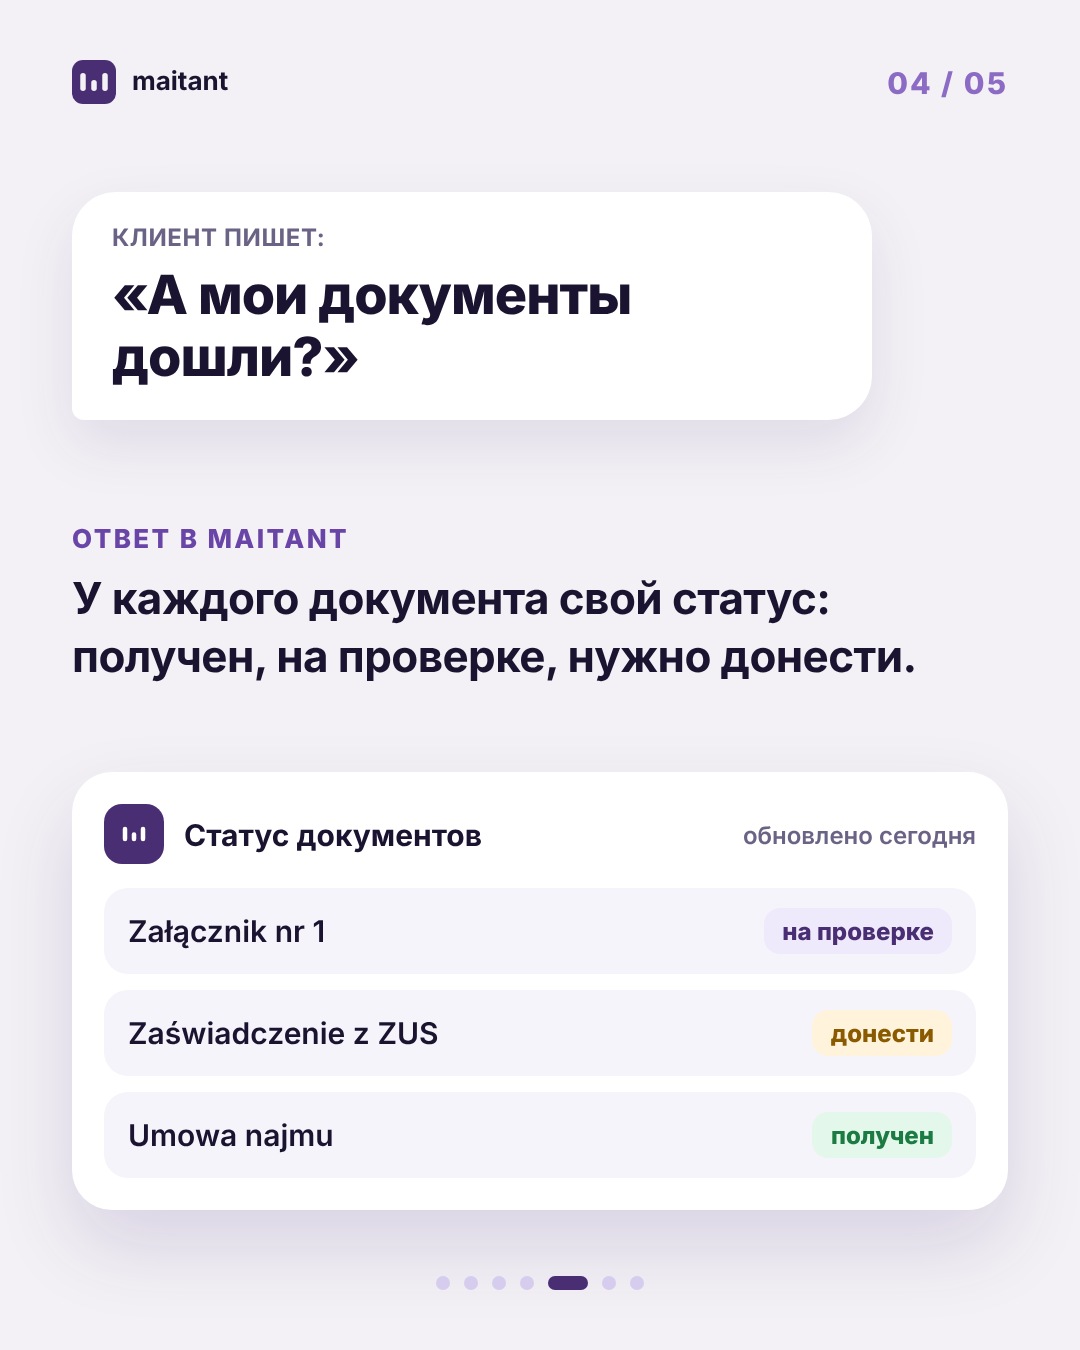 maitant
04 / 05
КЛИЕНТ ПИШЕТ:
«А мои документы
дошли?»
ОТВЕТ В MAITANT
У каждого документа свой статус:
получен, на проверке, нужно донести.
Статус документов
обновлено сегодня
Załącznik nr 1
на проверке
Zaświadczenie z ZUS
донести
Umowa najmu
получен